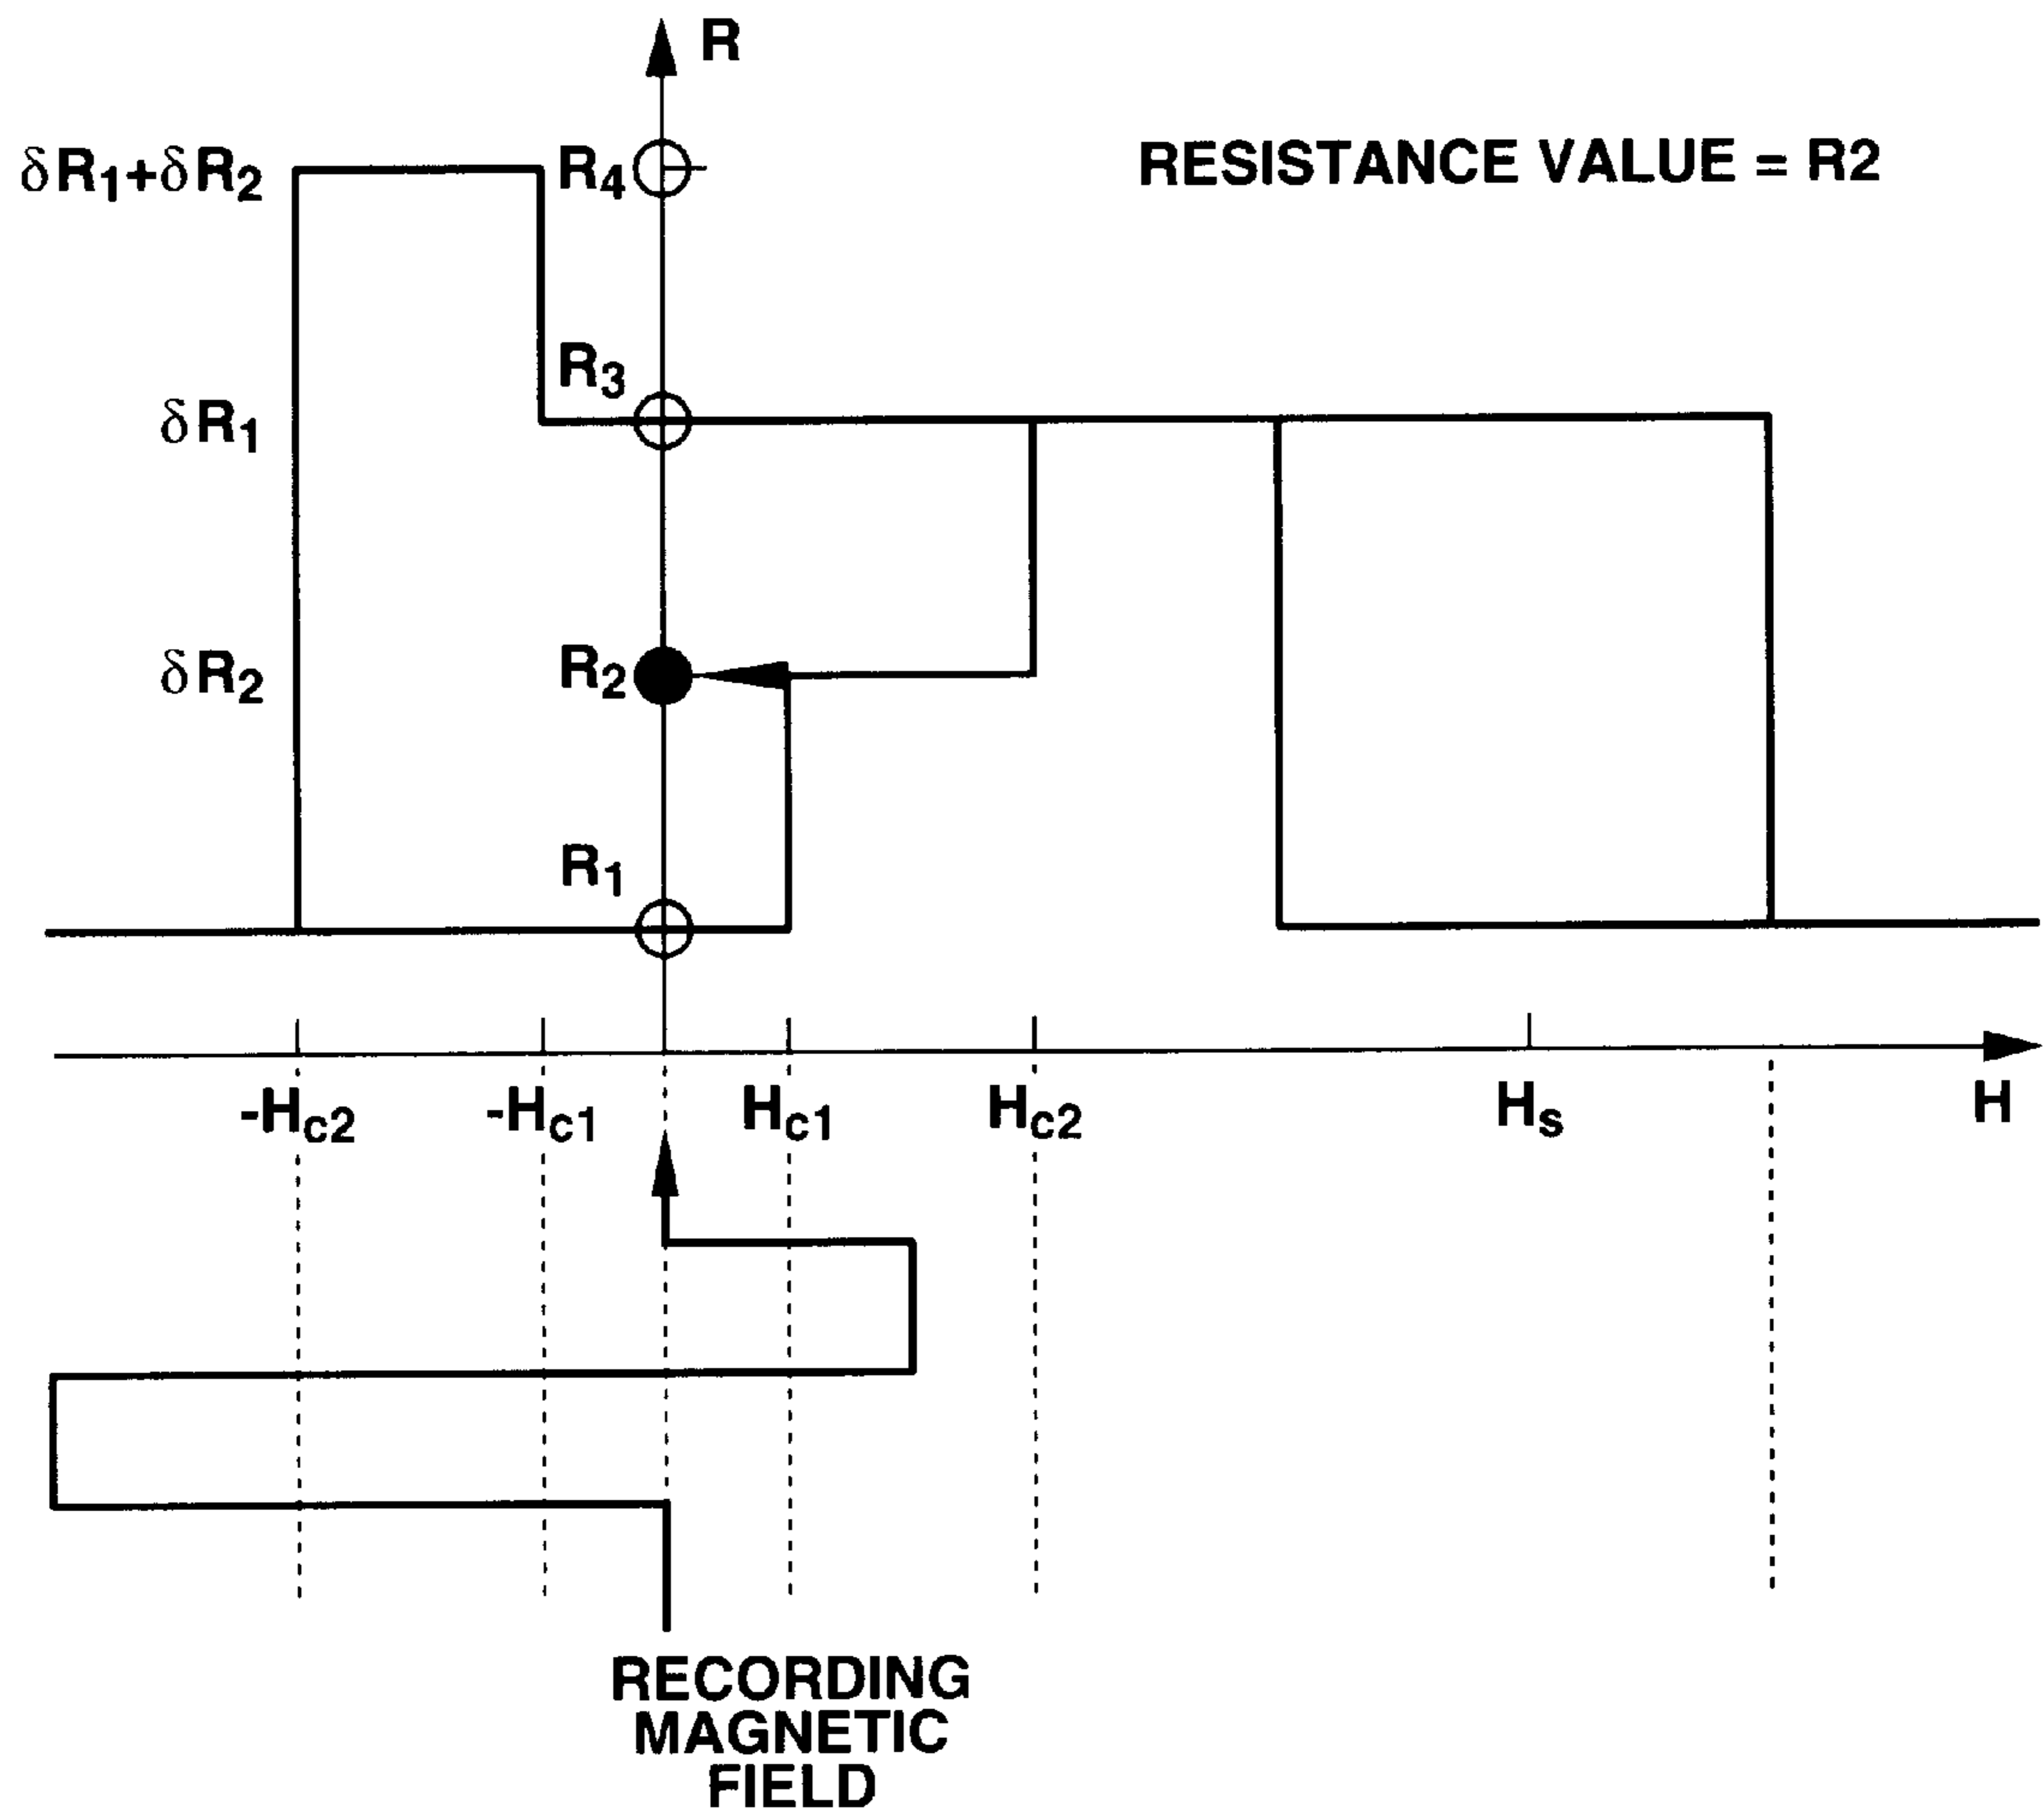 R
δR1+δR2
R4
RESISTANCE VALUE = R2
R3
δR1
δR2
R2
R1
-Hc2
-Hc1
Hc1
Hc2
Hs
H
RECORDING
MAGNETIC
FIELD